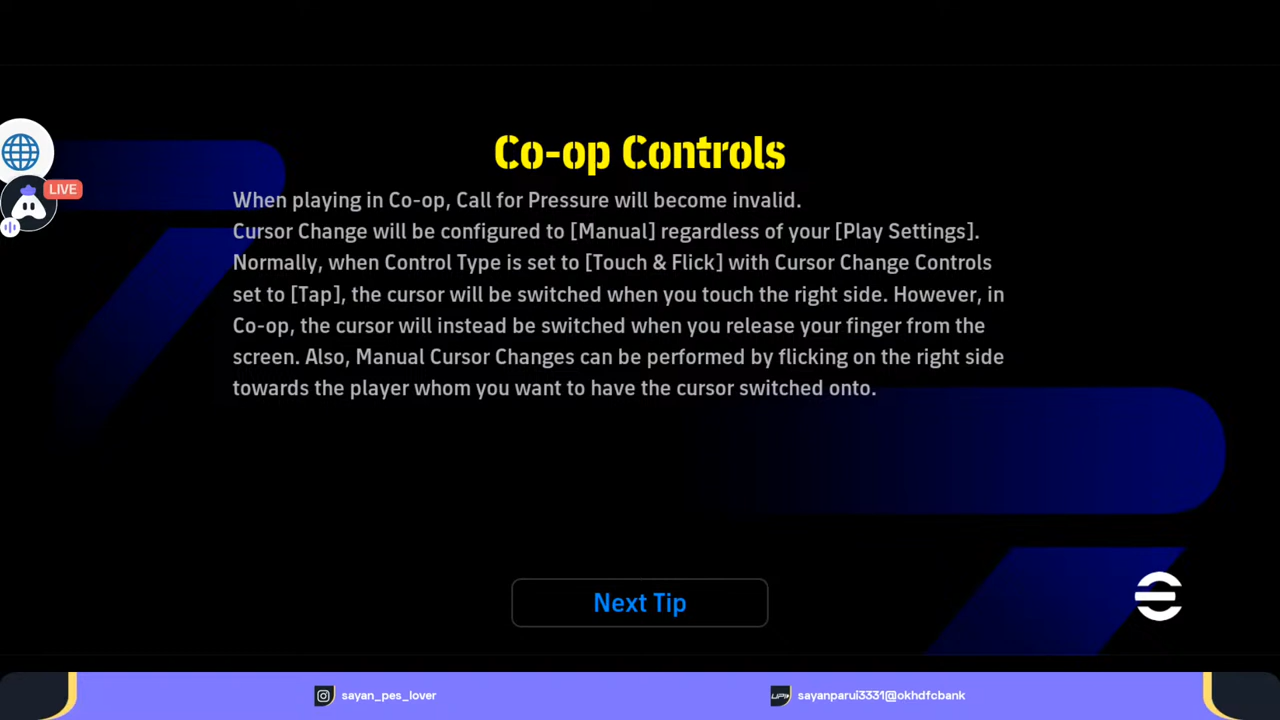 Co-op Controls
When playing in Co-op, Call for Pressure will become invalid.
Cursor Change will be configured to [Manual] regardless of your [Play Settings].
Normally, when Control Type is set to [Touch & Flick] with Cursor Change Controls
set to [Tap], the cursor will be switched when you touch the right side. However, in
Co-op, the cursor will instead be switched when you release your finger from the
screen. Also, Manual Cursor Changes can be performed by flicking on the right side
towards the player whom you want to have the cursor switched onto.
LIVE
Next Tip
sayan_pes_lover
UPI
sayanparui3331@okhdfcbank